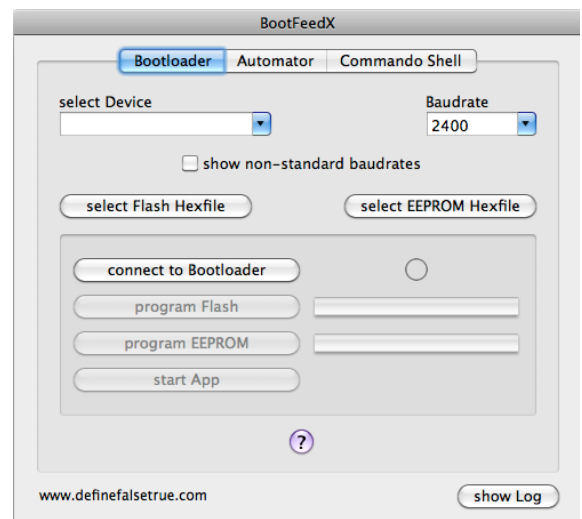 BootFeedX
Bootloader Automator Commando Shell
select Device Baudrate
2400
show non-standard baudrates
select Flash Hexfile select EEPROM Hexfile
connect to Bootloader
program Flash
program EEPROM
start App
?
www.definefalsetrue.com show Log